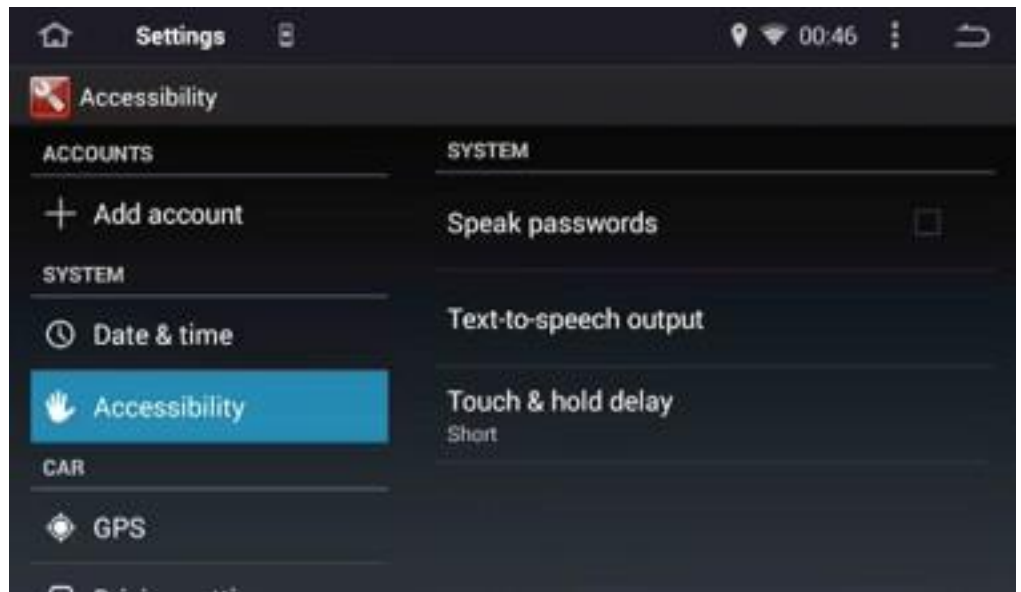 Settings
00:46
Accessibility
ACCOUNTS
Add account
SYSTEM
Date & time
Accessibility
CAR
GPS
SYSTEM
Speak passwords
Text-to-speech output
Touch & hold delay
Short